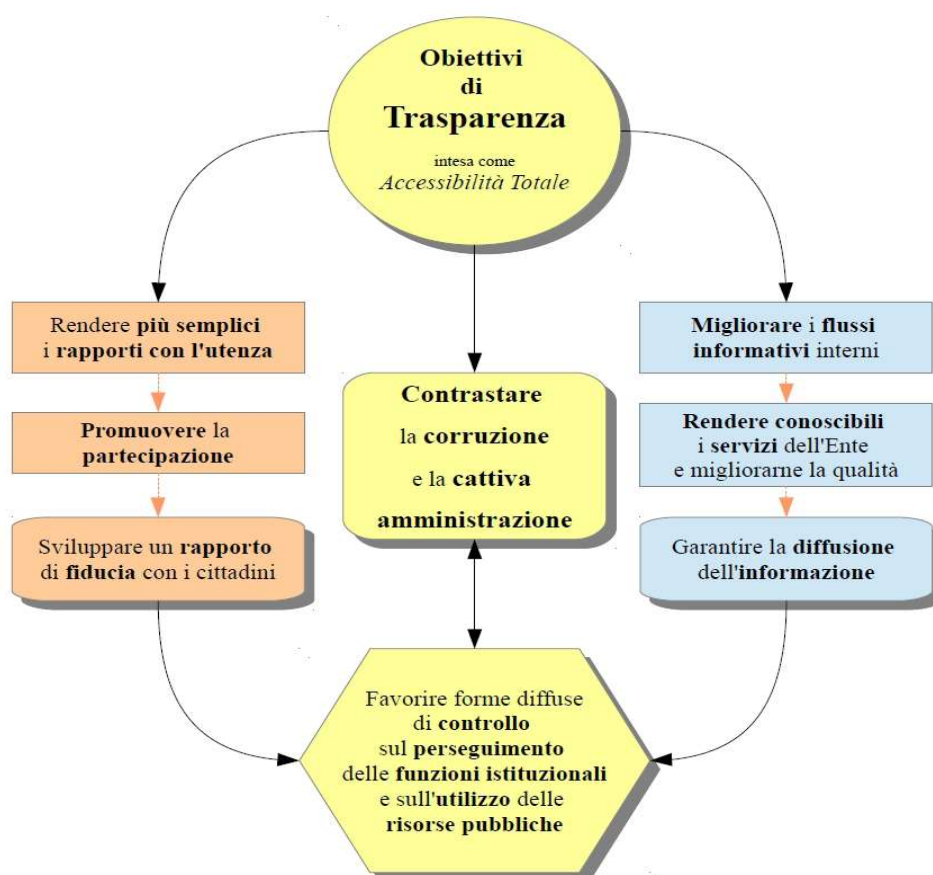 Obiettivi
di
Trasparenza
intesa come
Accessibilità Totale
Rendere più semplici
i rapporti con l'utenza
Promuovere la
partecipazione
Sviluppare un rapporto
di fiducia con i cittadini
Contrastare
la corruzione
e la cattiva
amministrazione
Migliorare i flussi
informativi interni
Rendere conoscibili
i servizi dell'Ente
e migliorarne la qualità
Garantire la diffusione
dell'informazione
Favorire forme diffuse
di controllo
sul perseguimento
delle funzioni istituzionali
e sull'utilizzo delle
risorse pubbliche